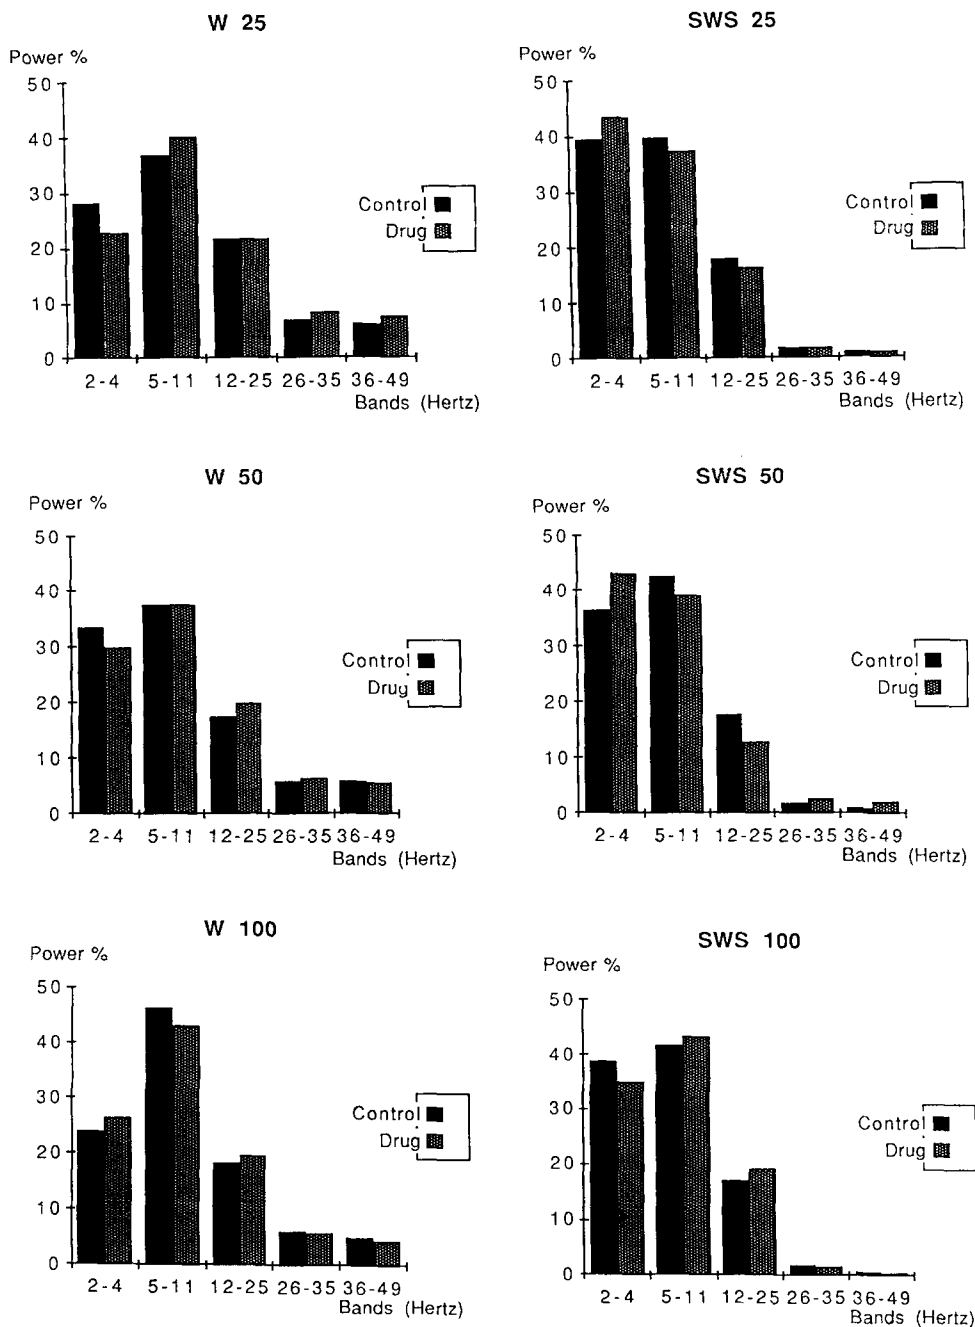 W 25
Power %
50
40
30
20
10
0
Control
Drug
2-4 5-11 12-25 26-35 36-49
Bands (Hertz)
SWS 25
Power %
50
40
30
20
10
0
Control
Drug
2-4 5-11 12-25 26-35 36-49
Bands (Hertz)
W 50
Power %
50
40
30
20
10
0
Control
Drug
2-4 5-11 12-25 26-35 36-49
Bands (Hertz)
SWS 50
Power %
50
40
30
20
10
0
Control
Drug
2-4 5-11 12-25 26-35 36-49
Bands (Hertz)
W 100
Power %
50
40
30
20
10
0
Control
Drug
2-4 5-11 12-25 26-35 36-49
Bands (Hertz)
SWS 100
Power %
50
40
30
20
10
0
Control
Drug
2-4 5-11 12-25 26-35 36-49
Bands (Hertz)